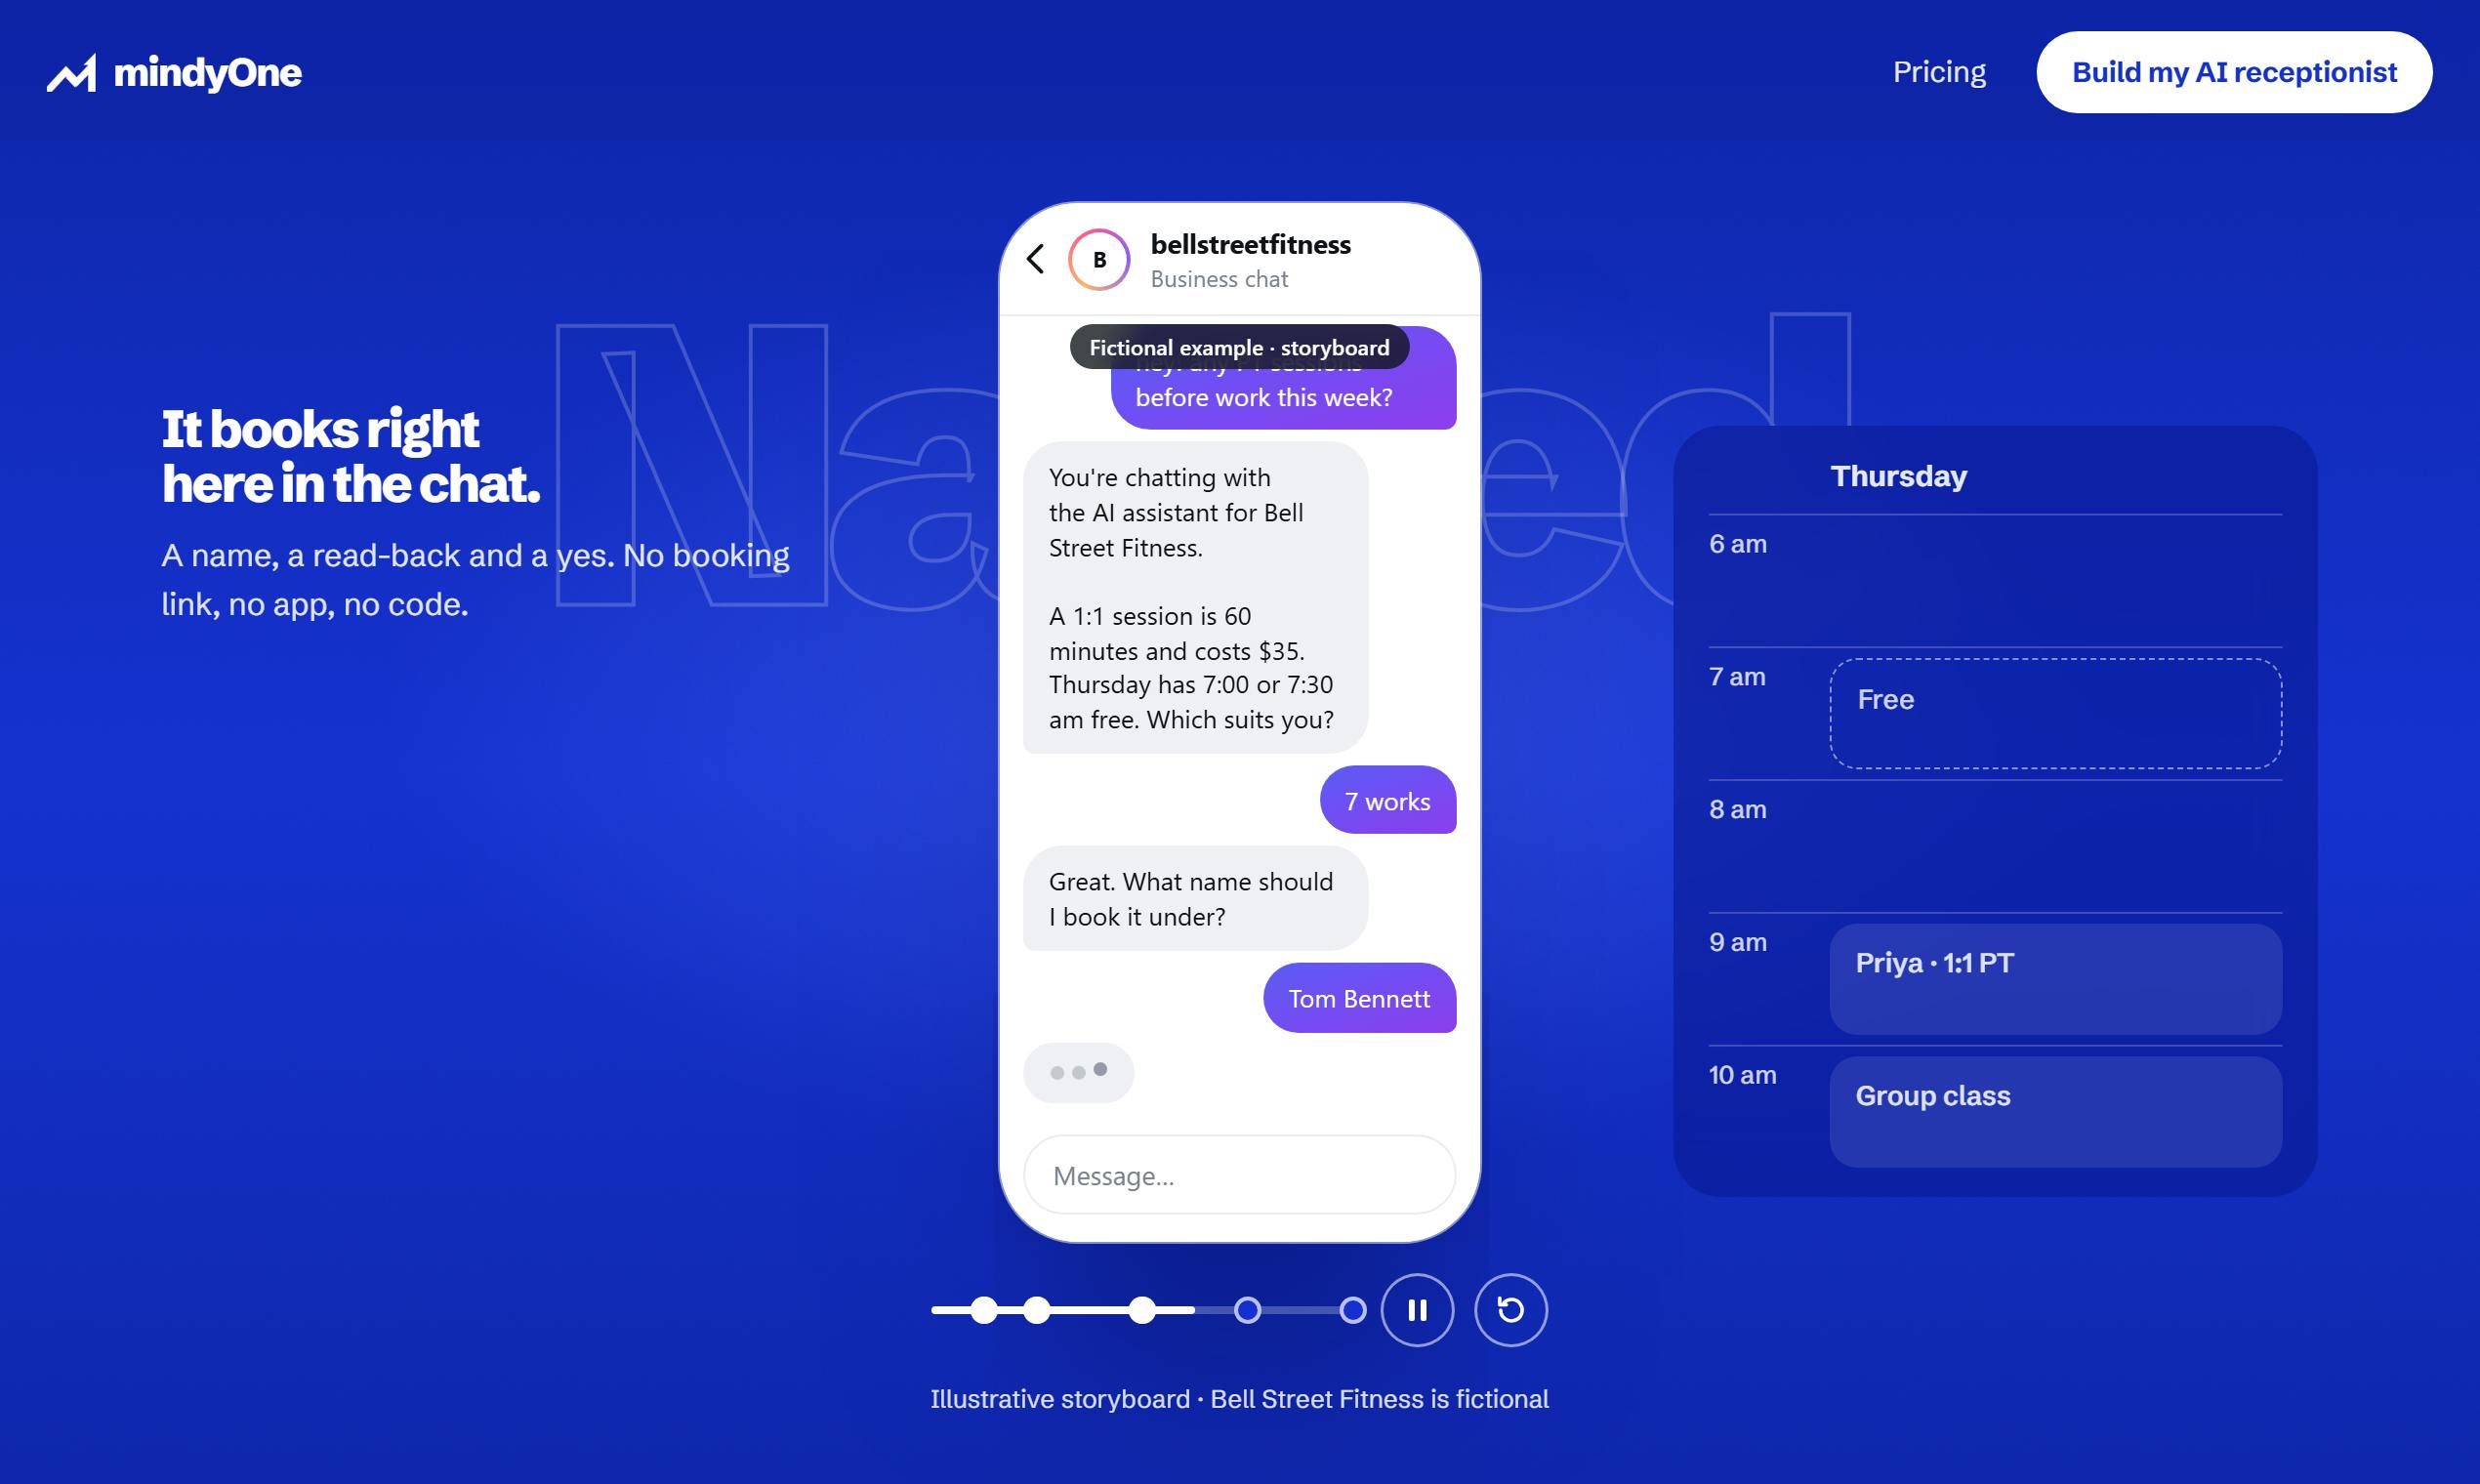 mindyOne
Pricing
Build my AI receptionist
It books right
here in the chat.
A name, a read-back and a yes. No booking
link, no app, no code.
B
bellstreetfitness
Business chat
Fictional example · storyboard
before work this week?
You're chatting with
the AI assistant for Bell
Street Fitness.
A 1:1 session is 60
minutes and costs $35.
Thursday has 7:00 or 7:30
am free. Which suits you?
7 works
Great. What name should
I book it under?
Tom Bennett
Message...
Thursday
6 am
7 am
Free
8 am
9 am
Priya · 1:1 PT
10 am
Group class
Illustrative storyboard · Bell Street Fitness is fictional